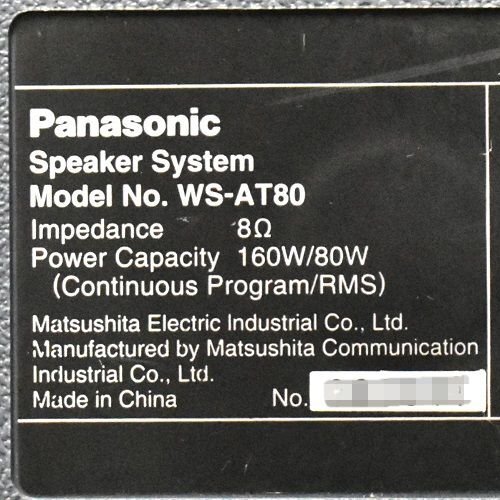 Panasonic
Speaker System
Model No. WS-AT80
Impedance 8Ω
Power Capacity 160W/80W
(Continuous Program/RMS)
Matsushita Electric Industrial Co., Ltd.
Manufactured by Matsushita Communication
Industrial Co., Ltd.
Made in China No.